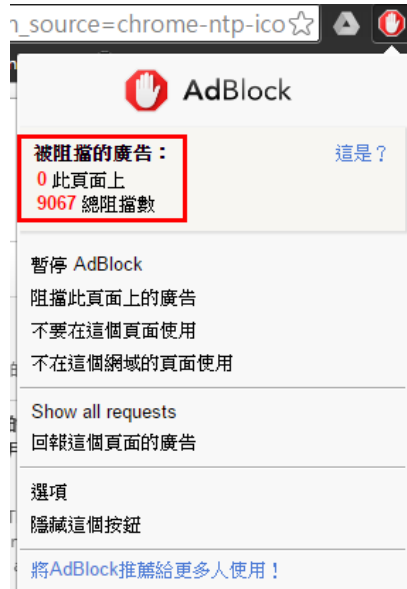 n_source=chrome-ntp-ico
AdBlock
被阻擋的廣告： 這是？
0 此頁面上
9067 總阻擋數
暫停 AdBlock
阻擋此頁面上的廣告
不要在這個頁面使用
不在這個網域的頁面使用
Show all requests
回報這個頁面的廣告
選項
隱藏這個按鈕
將AdBlock推薦給更多人使用！